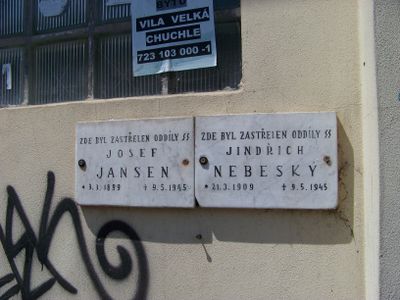 BYTŮ
VILA VELKÁ
CHUCHLE
723 103 000 -1
ZDE BYL ZASTŘELEN ODDÍLY SS
JOSEF
JANSEN
* 3.1.1899 + 9.5.1945
ZDE BYL ZASTŘELEN ODDÍLY SS
JINDŘICH
NEBESKÝ
* 21.3.1909 + 9.5.1945